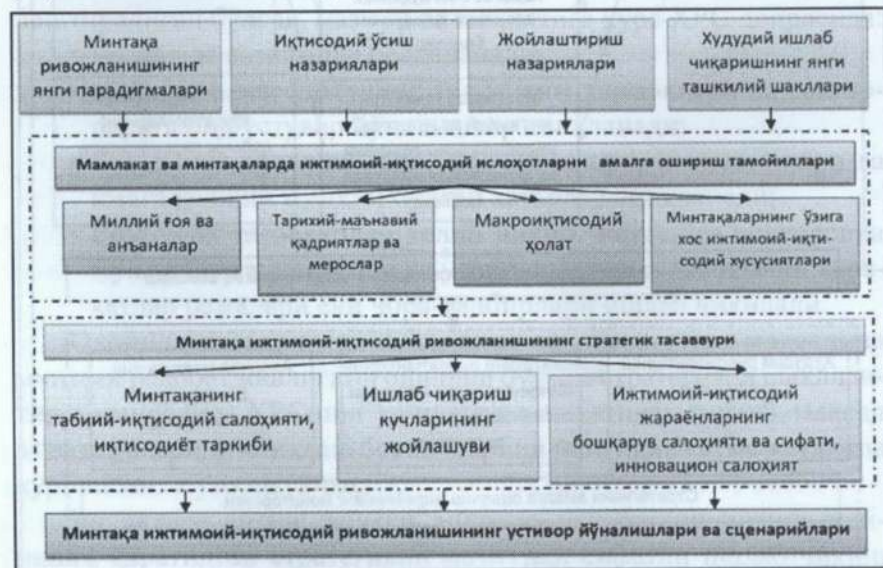 Минтақа
ривожланишининг
янги парадигмалари
Иқтисодий ўсиш
назариялари
Жойлаштириш
назариялари
Худудий ишлаб
чиқаришнинг янги
ташкилий шакллари
Мамлакат ва минтақаларда ижтимоий-иқтисодий ислоҳотларни амалга ошириш тамойиллари
Миллий ғоя ва
анъаналар
Тарихий-маънавий
қадриятлар ва
мерослар
Макроиқтисодий
ҳолат
Минтақаларнинг ўзига
хос ижтимоий-иқти-
содий хусусиятлари
Минтақа ижтимоий-иқтисодий ривожланишининг стратегик тасаввури
Минтақанинг
табиий-иқтисодий салоҳияти,
иқтисодиёт таркиби
Ишлаб чиқариш
кучларининг
жойлашуви
Ижтимоий-иқтисодий
жараёнларнинг
бошқарув салоҳияти ва сифати,
инновацион салоҳият
Минтақа ижтимоий-иқтисодий ривожланишининг устивор йўналишлари ва сценарийлари